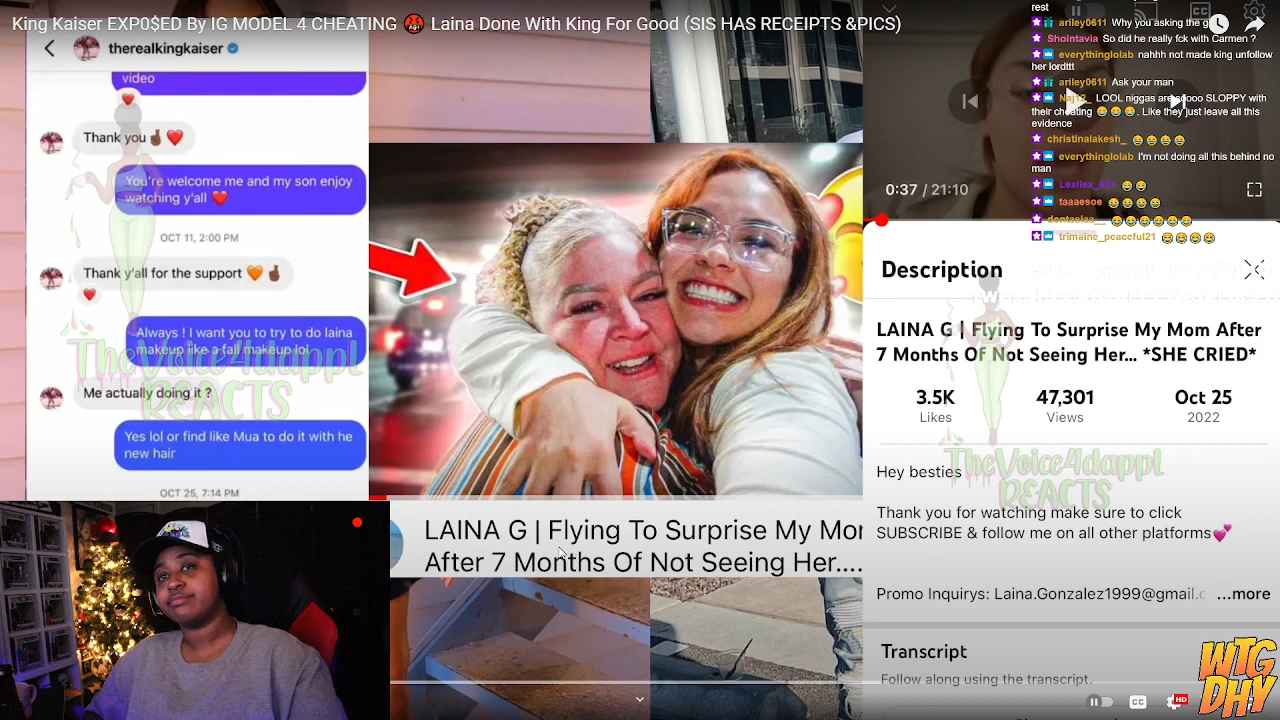 King Kaiser EXP0$ED By IG MODEL 4 CHEATING 🤬 Laina Done With King For Good (SIS HAS RECEIPTS &PICS)
therealkingkaiser
video
Thank you 🤞🏾 ❤️
You're welcome me and my son enjoy
watching y'all ❤️
OCT 11, 2:00 PM
Thank y'all for the support 🧡 🤞🏾
Always ! I want you to try to do laina
makeup like a fall makeup lol
Me actually doing it ?
Yes lol or find like Mua to do it with he
new hair
OCT 25, 7:14 PM
TheVoice4dappl
REACTS
LAINA G | Flying To Surprise My Mor
After 7 Months Of Not Seeing Her....
rest
ariley0611 Why you asking the g
Shointavia So did he really fck with Carmen ?
everythinglob nahhh not made king unfollow
her lordttt
ariley0611 Ask your man
LOOL niggas are sooo SLOPPY with
their cheating 😂😂😂. Like they just leave all this
evidence
christinalakesh_ 😂😂😂😂
everythinglolab I'm not doing all this behind no
man
😂😂
taaaesoe 😂😂😂😂
😂😂😂😂😂😂
trimaine_peaceful21 😂😂😂😂
0:37 / 21:10
Description
LAINA G | Flying To Surprise My Mom After
7 Months Of Not Seeing Her... *SHE CRIED*
3.5K 47,301 Oct 25
Likes Views 2022
Hey besties
TheVoice4dappl
REACTS
Thank you for watching make sure to click
SUBSCRIBE & follow me on all other platforms💕
Promo Inquirys: Laina.Gonzalez1999@gmail.c ...more
Transcript
Follow along using the transcript.
WTG
DHY
CC
HD